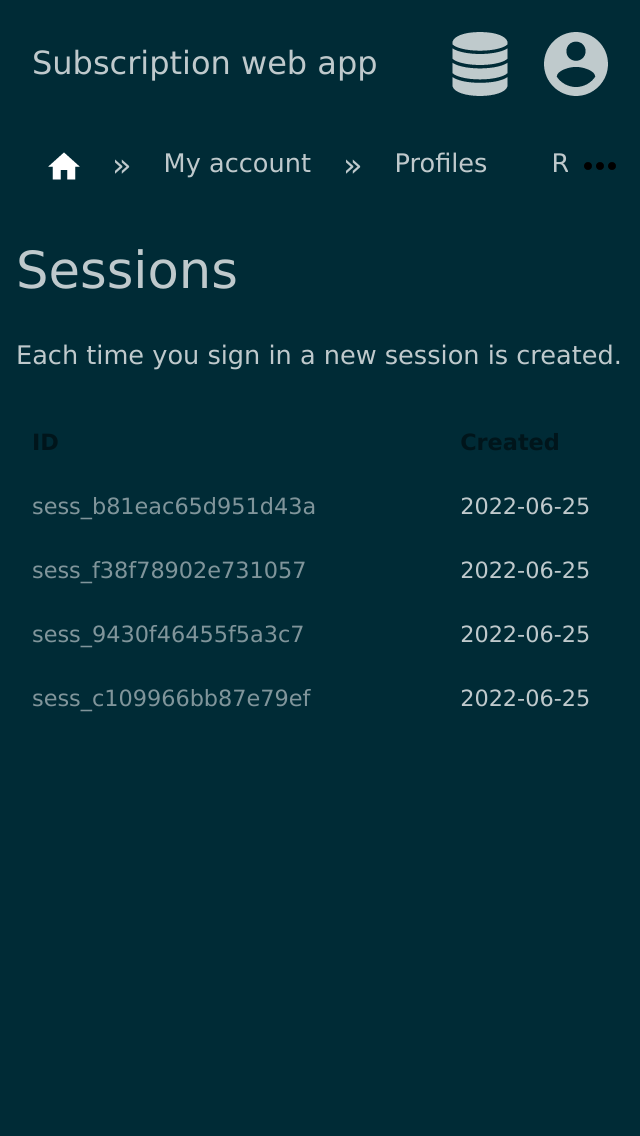 Subscription web app
» My account » Profiles R
Sessions
Each time you sign in a new session is created.
ID Created
sess_b81eac65d951d43a 2022-06-25
sess_f38f78902e731057 2022-06-25
sess_9430f46455f5a3c7 2022-06-25
sess_c109966bb87e79ef 2022-06-25